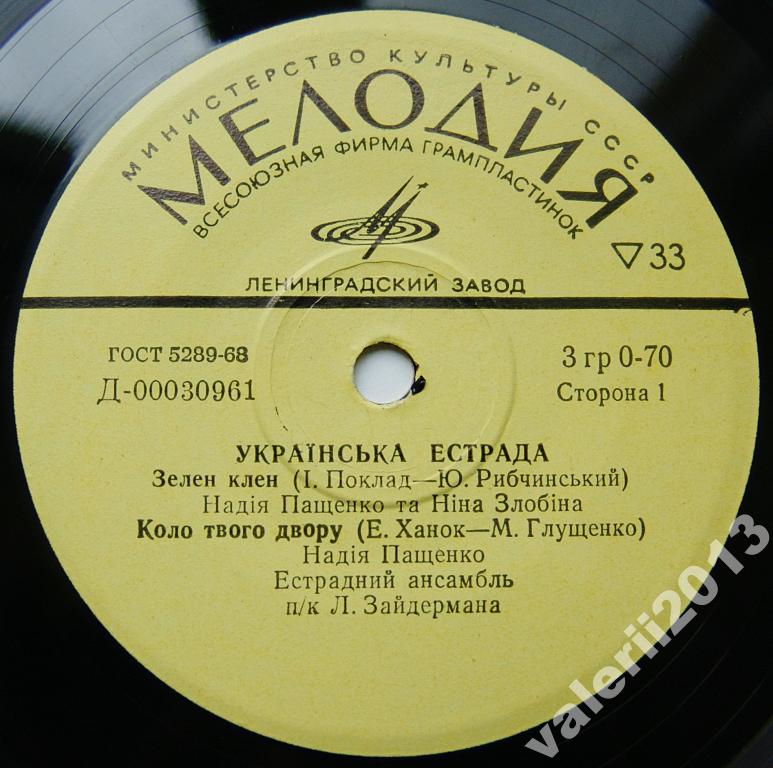 МИНИСТЕРСТВО КУЛЬТУРЫ СССР
МЕЛОДИЯ
ВСЕСОЮЗНАЯ ФИРМА ГРАМПЛАСТИНОК
▽33
ЛЕНИНГРАДСКИЙ ЗАВОД
ГОСТ 5289-68
3 гр 0-70
Д-00030961
Сторона 1
УКРАЇНСЬКА ЕСТРАДА
Зелен клен (І. Поклад—Ю. Рибчинський)
Надія Пащенко та Ніна Злобіна
Коло твого двору (Е. Ханок—М. Глущенко)
Надія Пащенко
Естрадний ансамбль
п/к Л. Зайдермана
valerii2013